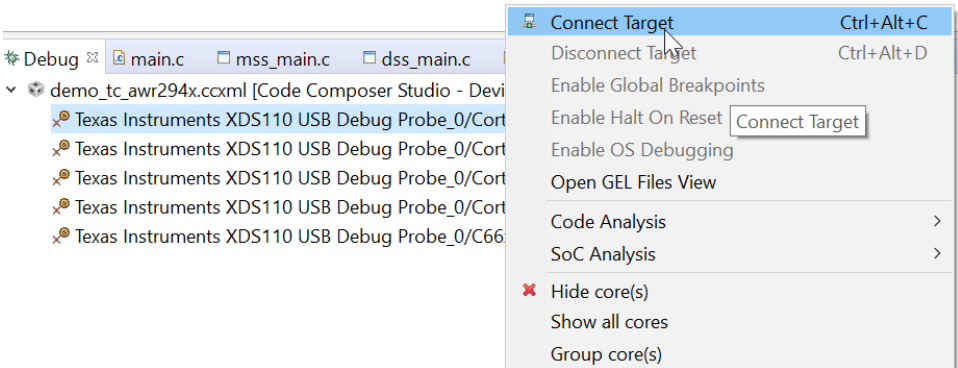 Debug main.c mss_main.c dss_main.c
demo_tc_awr294x.ccxml [Code Composer Studio - Devi
Texas Instruments XDS110 USB Debug Probe_0/Cort
Texas Instruments XDS110 USB Debug Probe_0/Cort
Texas Instruments XDS110 USB Debug Probe_0/Cort
Texas Instruments XDS110 USB Debug Probe_0/Cort
Texas Instruments XDS110 USB Debug Probe_0/C66
Connect Target Ctrl+Alt+C
Disconnect Target Ctrl+Alt+D
Enable Global Breakpoints
Enable Halt On Reset
Connect Target
Enable OS Debugging
Open GEL Files View
Code Analysis
SoC Analysis
Hide core(s)
Show all cores
Group core(s)